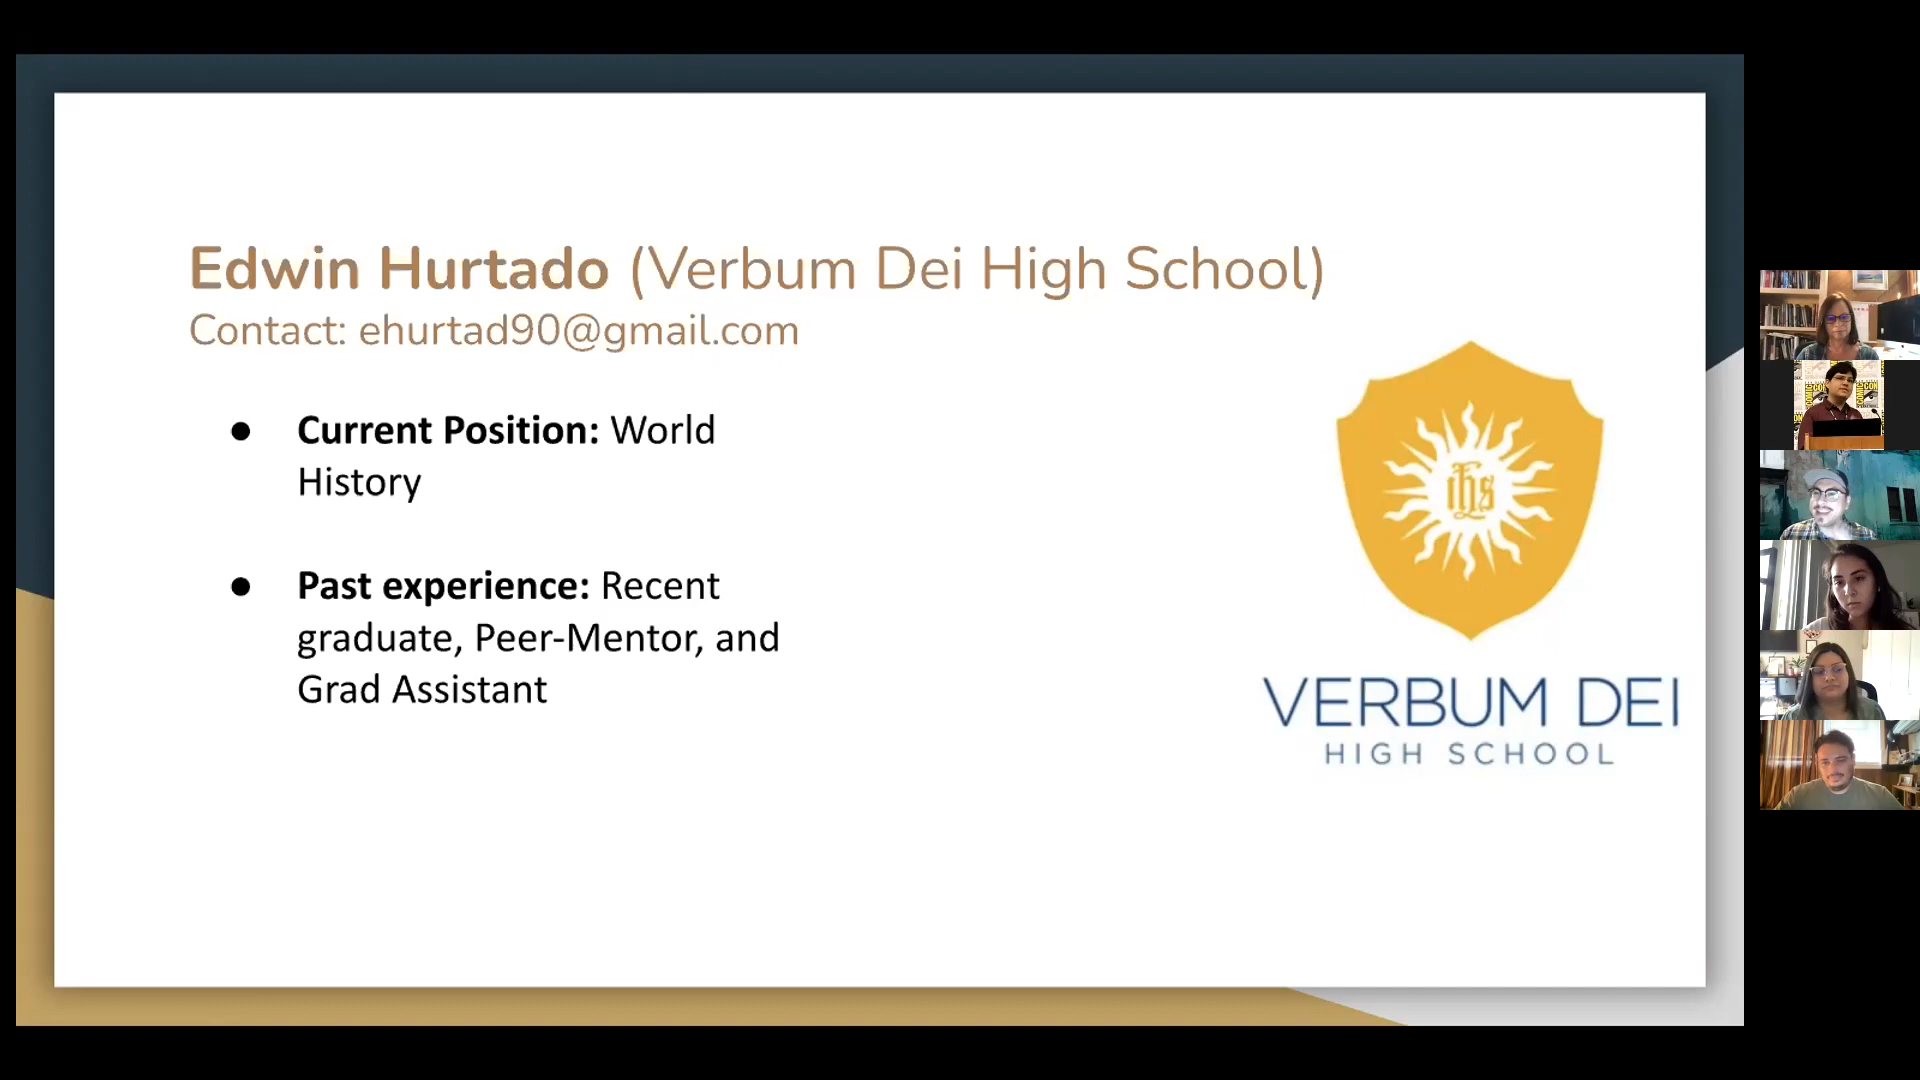 Edwin Hurtado (Verbum Dei High School)
Contact: ehurtad90@gmail.com
● Current Position: World
History
● Past experience: Recent
graduate, Peer-Mentor, and
Grad Assistant
ihs
VERBUM DEI
HIGH SCHOOL